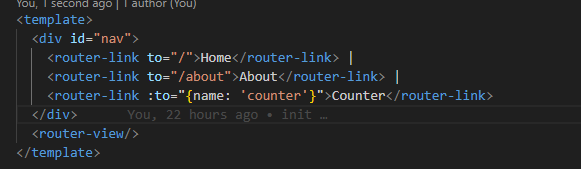 You, 1 second ago | 1 author (You)
<template>
  <div id="nav">
    <router-link to="/">Home</router-link> |
    <router-link to="/about">About</router-link> |
    <router-link :to="{name: 'counter'}">Counter</router-link>
  </div>      You, 22 hours ago • init …
  <router-view/>
</template>